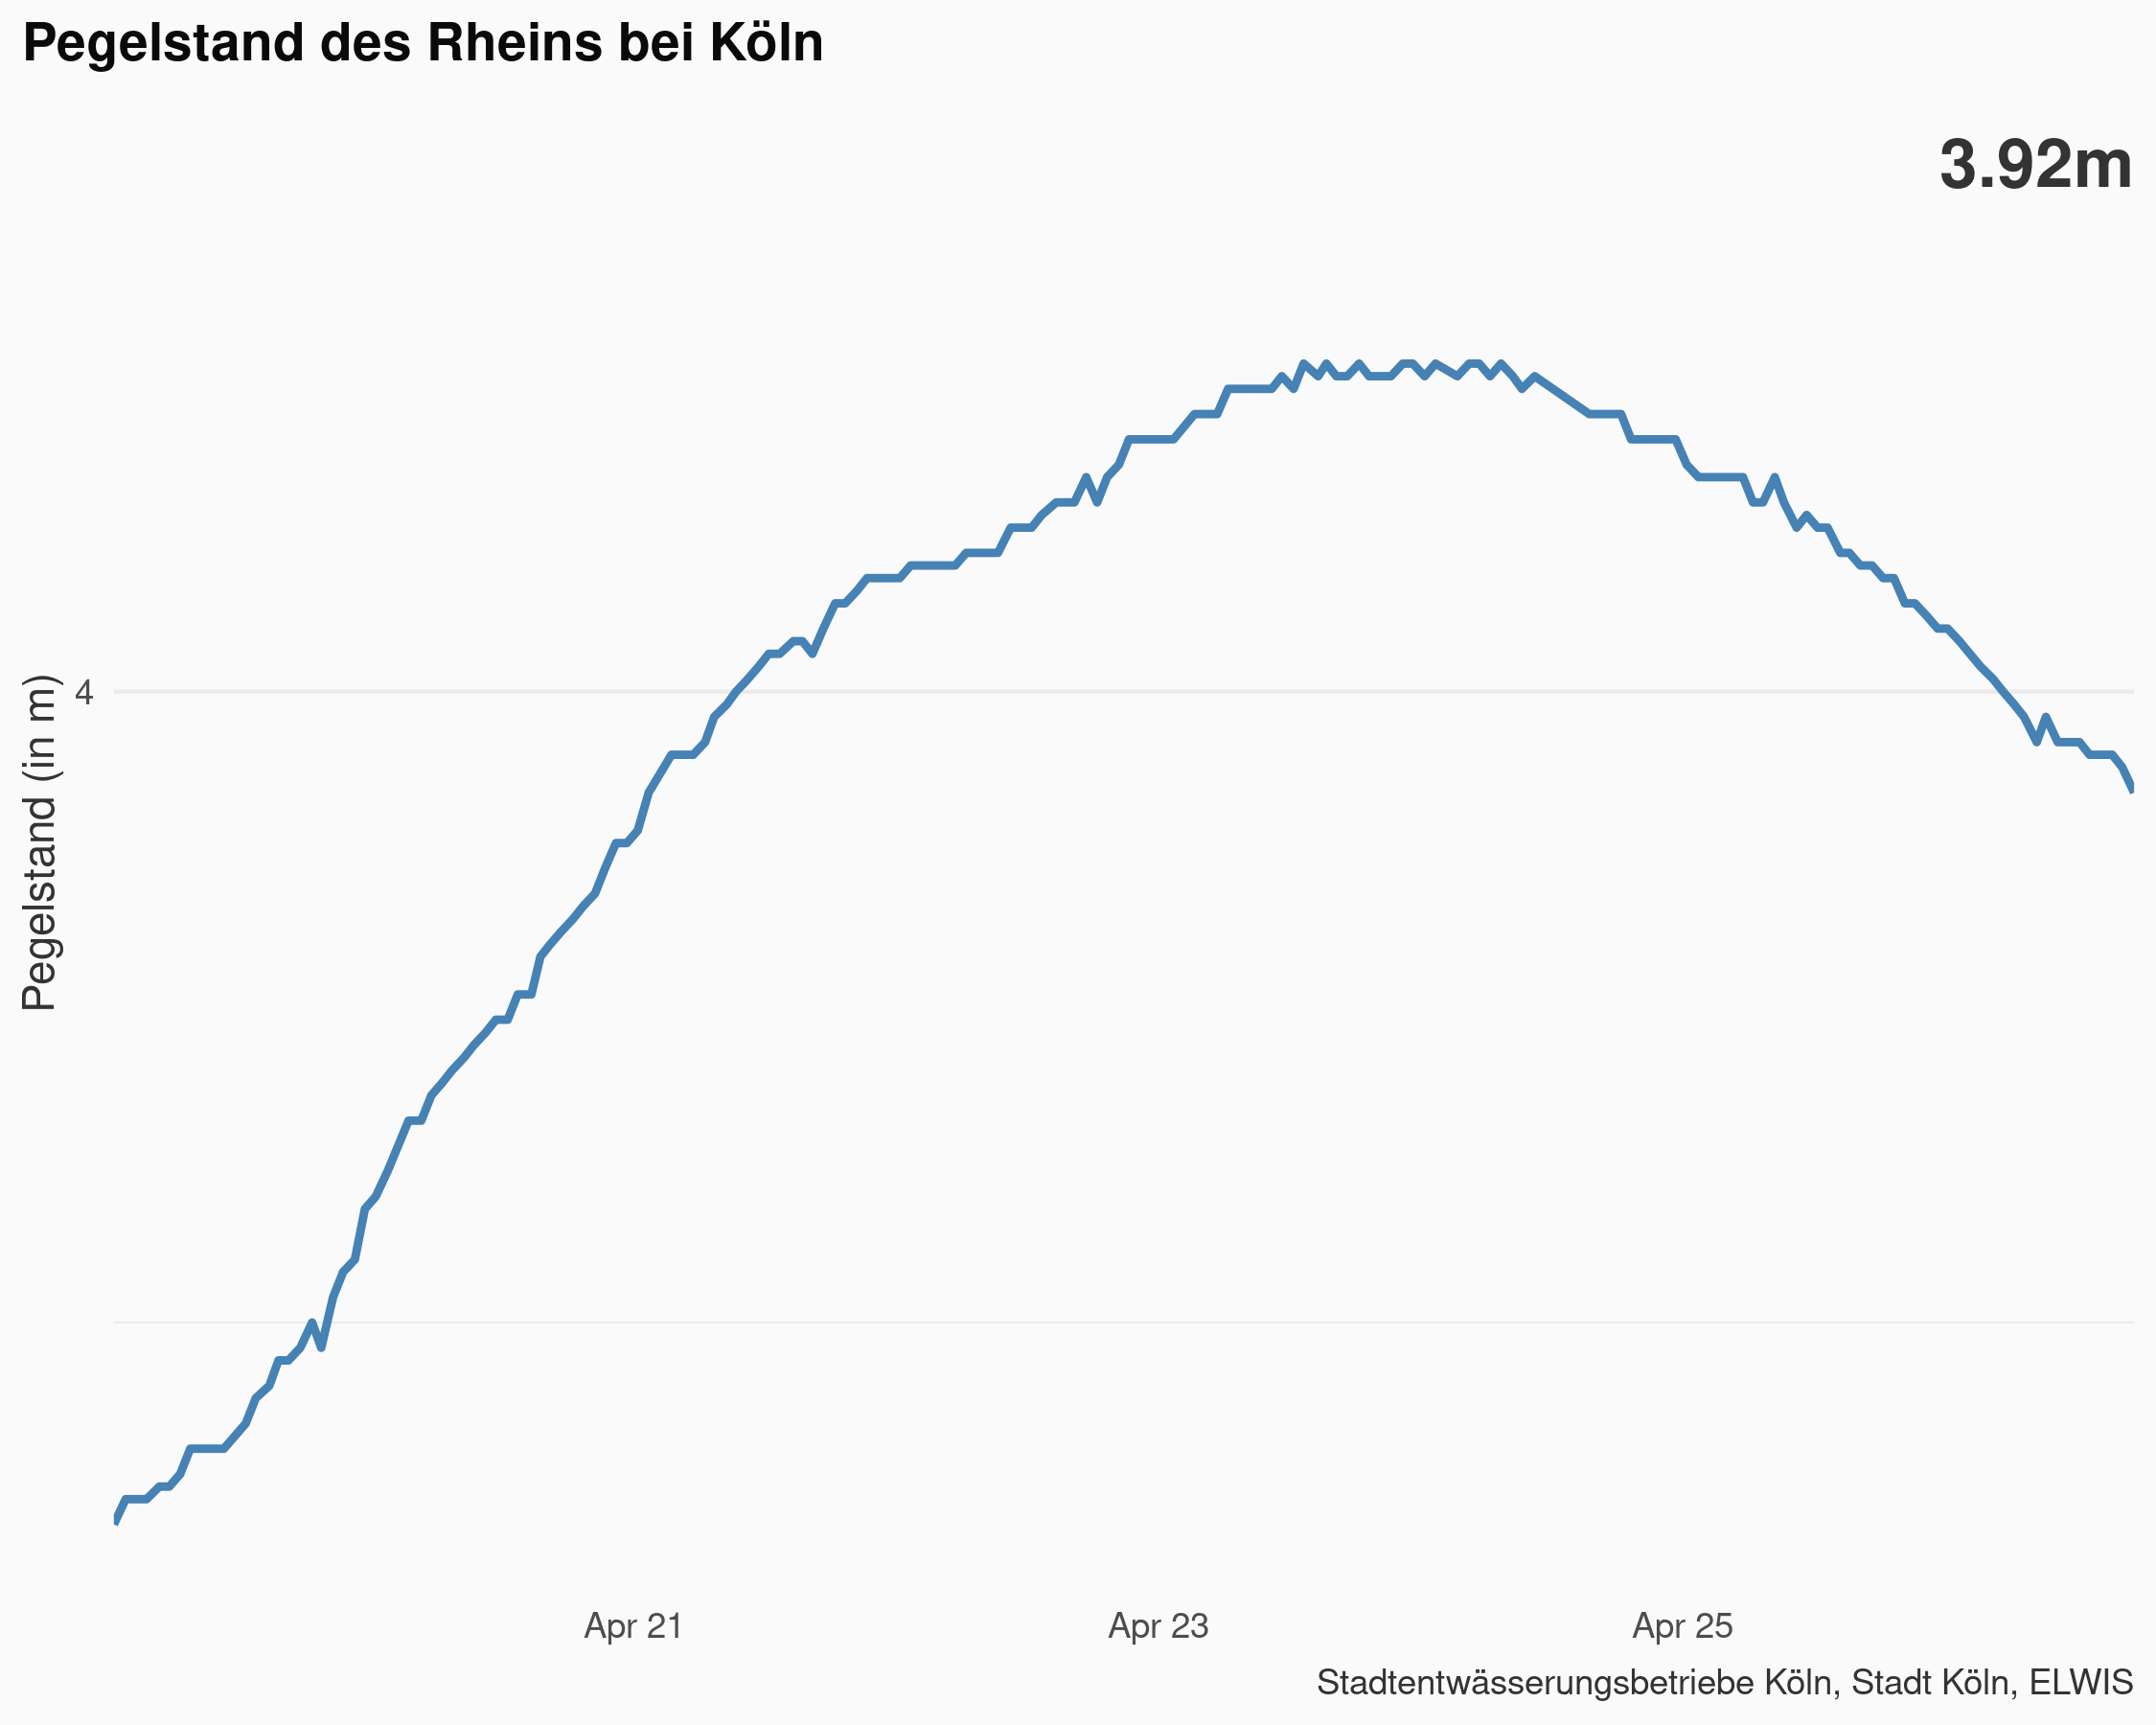 Pegelstand des Rheins bei Köln
3.92m
Pegelstand (in m)
4
Apr 21
Apr 23
Apr 25
Stadtentwässerungsbetriebe Köln, Stadt Köln, ELWIS